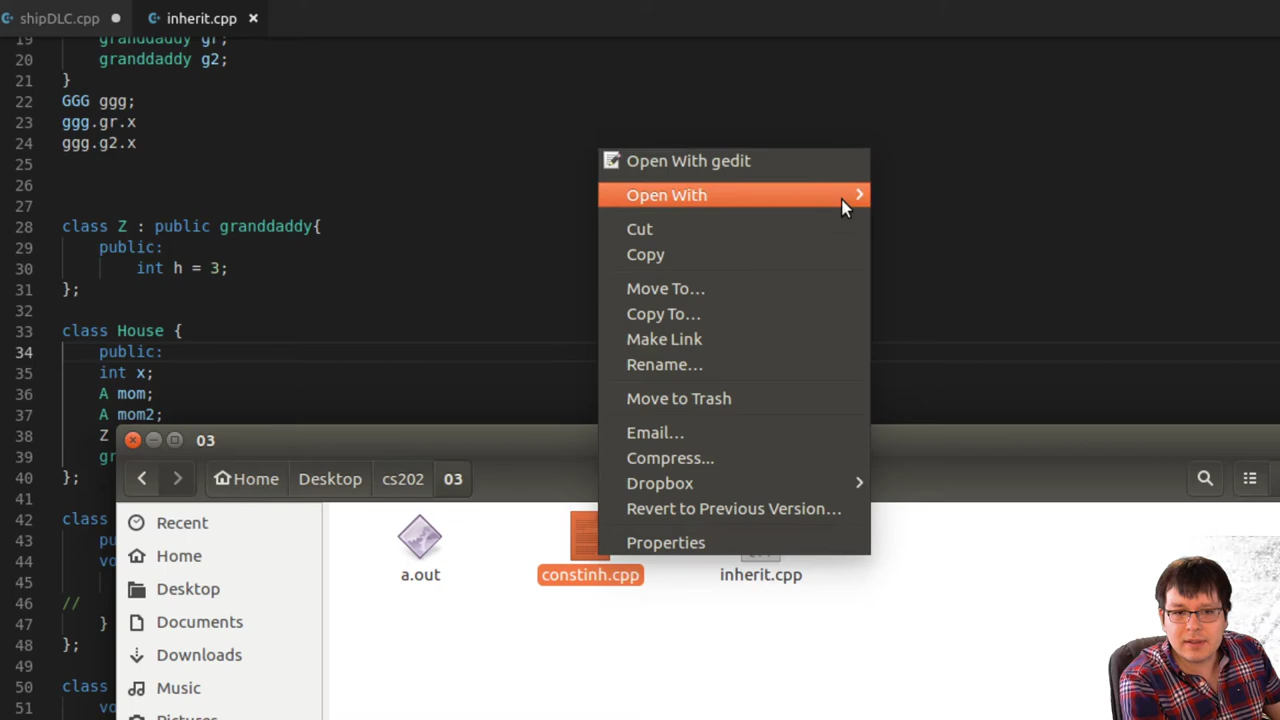 shipDLC.cpp inherit.cpp
19 granddaddy gr;
20 granddaddy g2;
21 }
22 GGG ggg;
23 ggg.gr.x
24 ggg.g2.x
25
26
27
28 class Z : public granddaddy{
29 public:
30 int h = 3;
31 };
32
33 class House {
34 public:
35 int x;
36 A mom;
37 A mom2;
38 Z
39 gr
40 };
41
42 class
43 pu
44 vo
45
46 //
47 }
48 };
49
50 class
51 vo
Open With gedit
Open With
Cut
Copy
Move To…
Copy To…
Make Link
Rename…
Move to Trash
Email…
Compress…
Dropbox
Revert to Previous Version…
Properties
03
Home Desktop cs202 03
Recent
Home
Desktop
Documents
Downloads
Music
Pictures
a.out constinh.cpp inherit.cpp